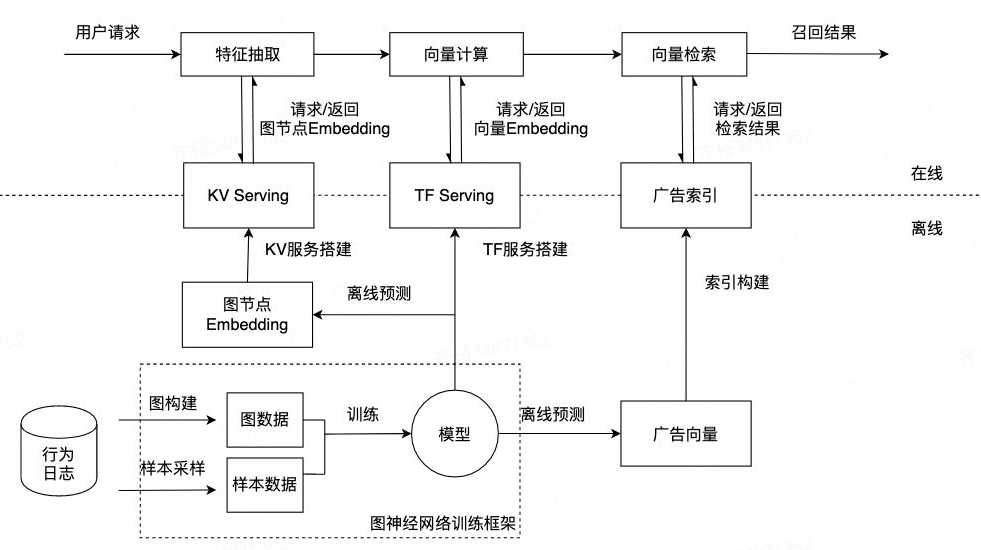 用户请求
特征抽取
向量计算
向量检索
召回结果
请求/返回
图节点Embedding
请求/返回
向量Embedding
请求/返回
检索结果
KV Serving
TF Serving
广告索引
在线
离线
KV服务搭建
TF服务搭建
索引构建
图节点
Embedding
离线预测
行为
日志
图构建
样本采样
图数据
样本数据
训练
模型
离线预测
广告向量
图神经网络训练框架